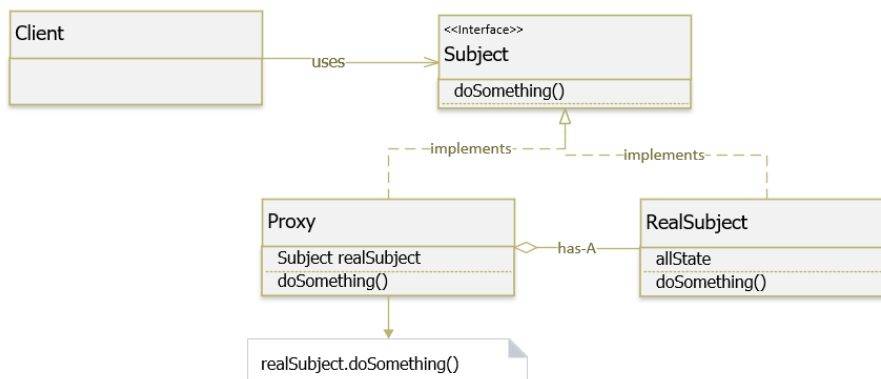 Client
uses
<<Interface>>
Subject
doSomething()
implements
implements
Proxy
Subject realSubject
doSomething()
has-A
RealSubject
allState
doSomething()
realSubject.doSomething()